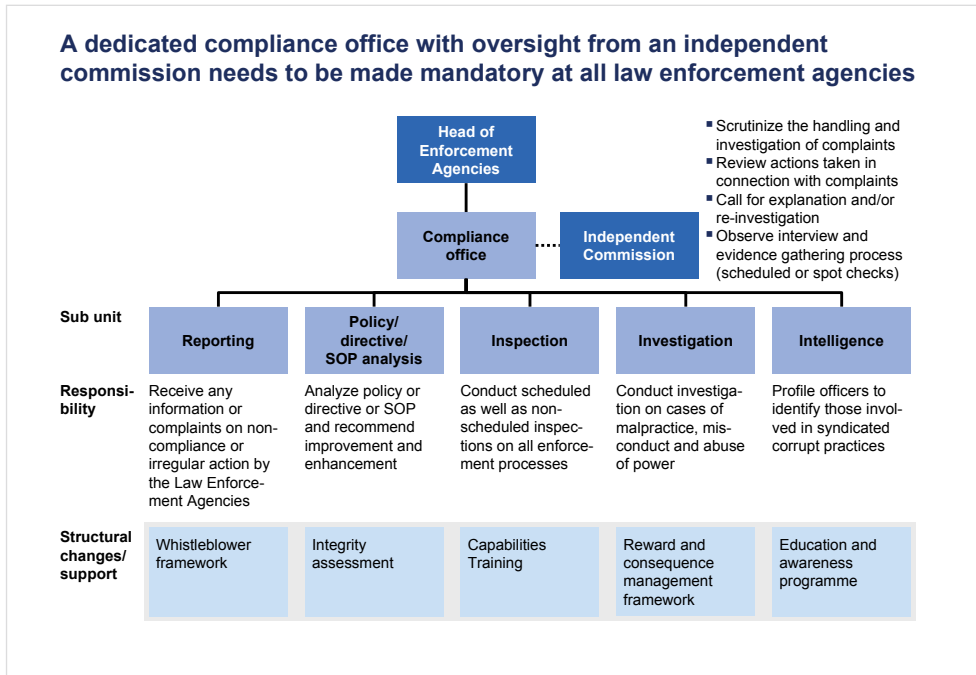 A dedicated compliance office with oversight from an independent
commission needs to be made mandatory at all law enforcement agencies
Head of
Enforcement
Agencies
▪ Scrutinize the handling and
investigation of complaints
▪ Review actions taken in
connection with complaints
▪ Call for explanation and/or
re-investigation
▪ Observe interview and
evidence gathering process
(scheduled or spot checks)
Compliance
office
Independent
Commission
Sub unit
Reporting
Policy/
directive/
SOP analysis
Inspection
Investigation
Intelligence
Responsi-
bility
Receive any
information or
complaints on non-
compliance or
irregular action by
the Law Enforce-
ment Agencies
Analyze policy or
directive or SOP
and recommend
improvement and
enhancement
Conduct scheduled
as well as non-
scheduled inspec-
tions on all enforce-
ment processes
Conduct investiga-
tion on cases of
malpractice, mis-
conduct and abuse
of power
Profile officers to
identify those invol-
ved in syndicated
corrupt practices
Structural
changes/
support
Whistleblower
framework
Integrity
assessment
Capabilities
Training
Reward and
consequence
management
framework
Education and
awareness
programme